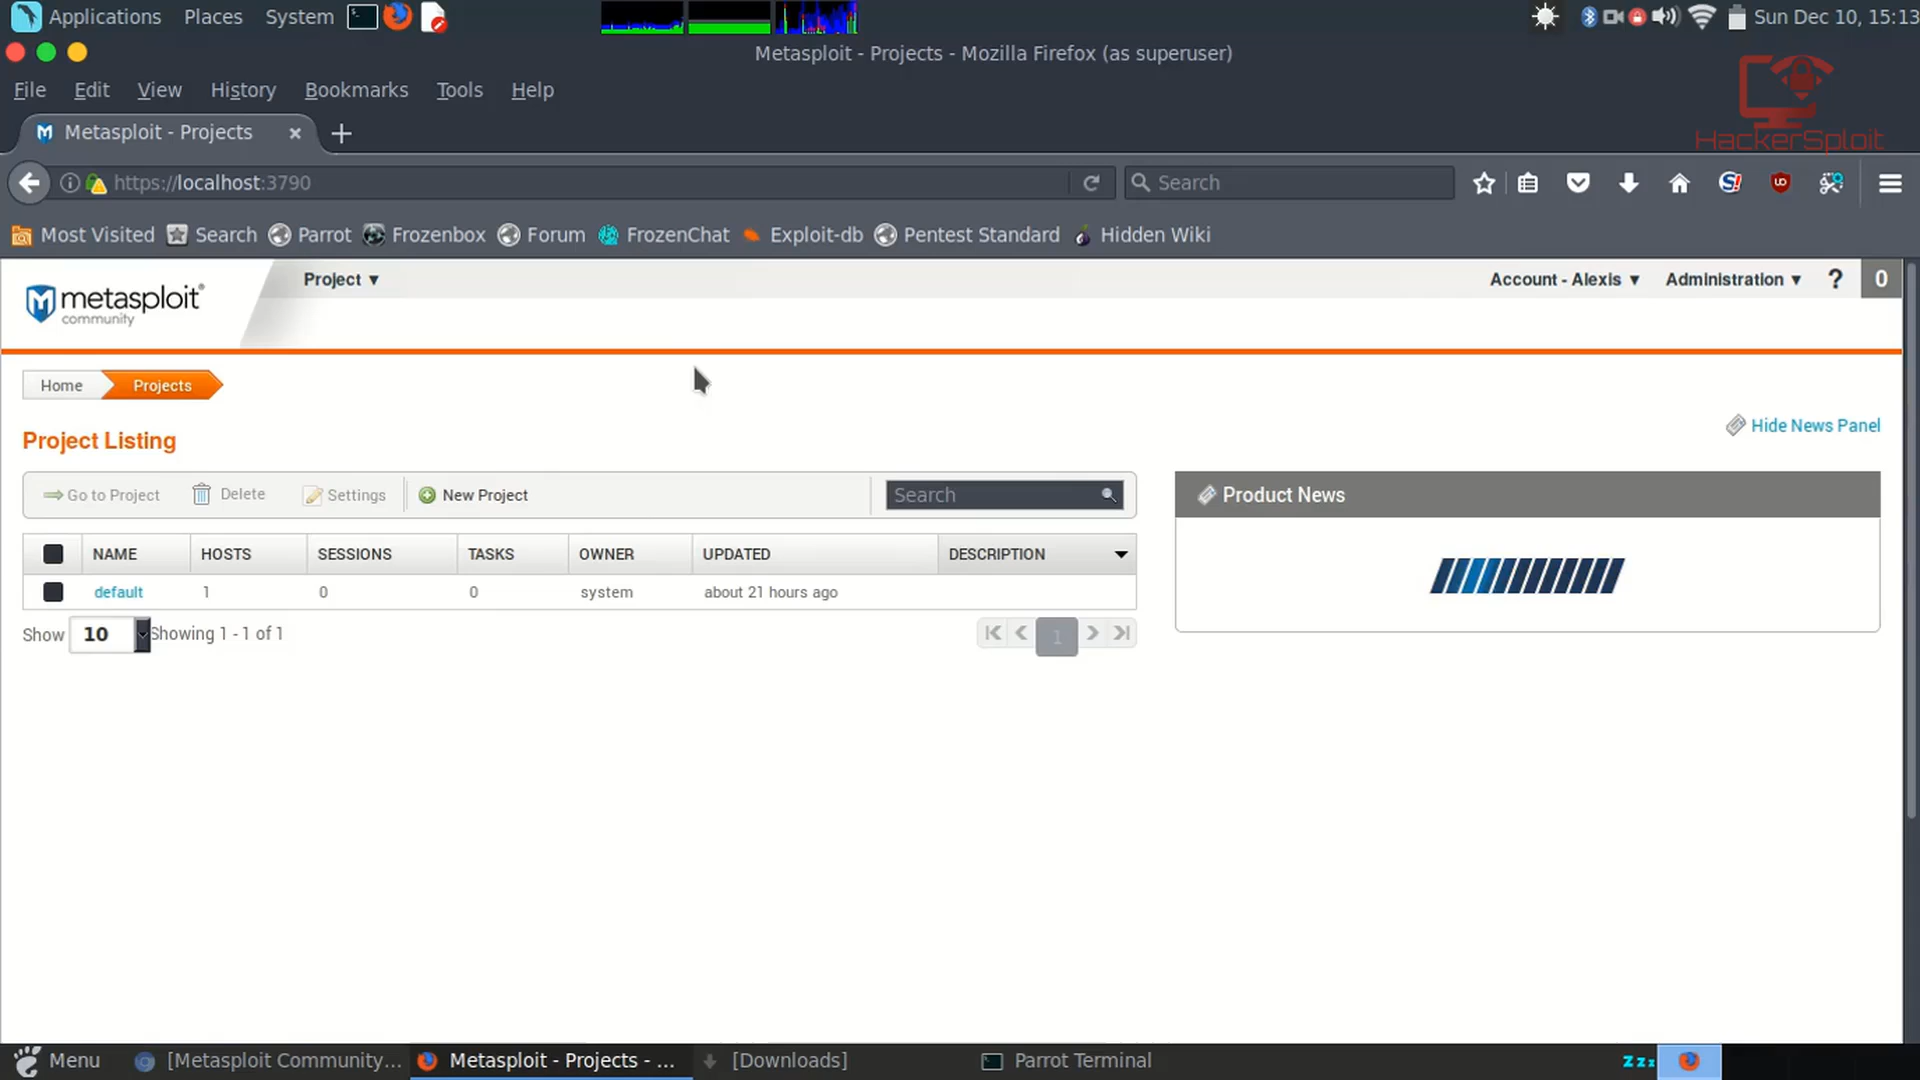 Applications Places System Sun Dec 10, 15:13
Metasploit - Projects - Mozilla Firefox (as superuser)
File Edit View History Bookmarks Tools Help
HackerSploit
Metasploit - Projects
https://localhost:3790 Search
Most Visited Search Parrot Frozenbox Forum FrozenChat Exploit-db Pentest Standard Hidden Wiki
Project ▼ Account - Alexis ▼ Administration ▼ ? 0
metasploit®
community
Home Projects
Hide News Panel
Project Listing
Go to Project Delete Settings New Project Search
Product News
NAME HOSTS SESSIONS TASKS OWNER UPDATED DESCRIPTION
default 1 0 0 system about 21 hours ago
Show 10 Showing 1 - 1 of 1 1
Menu [Metasploit Community... Metasploit - Projects - ... [Downloads] Parrot Terminal zzz